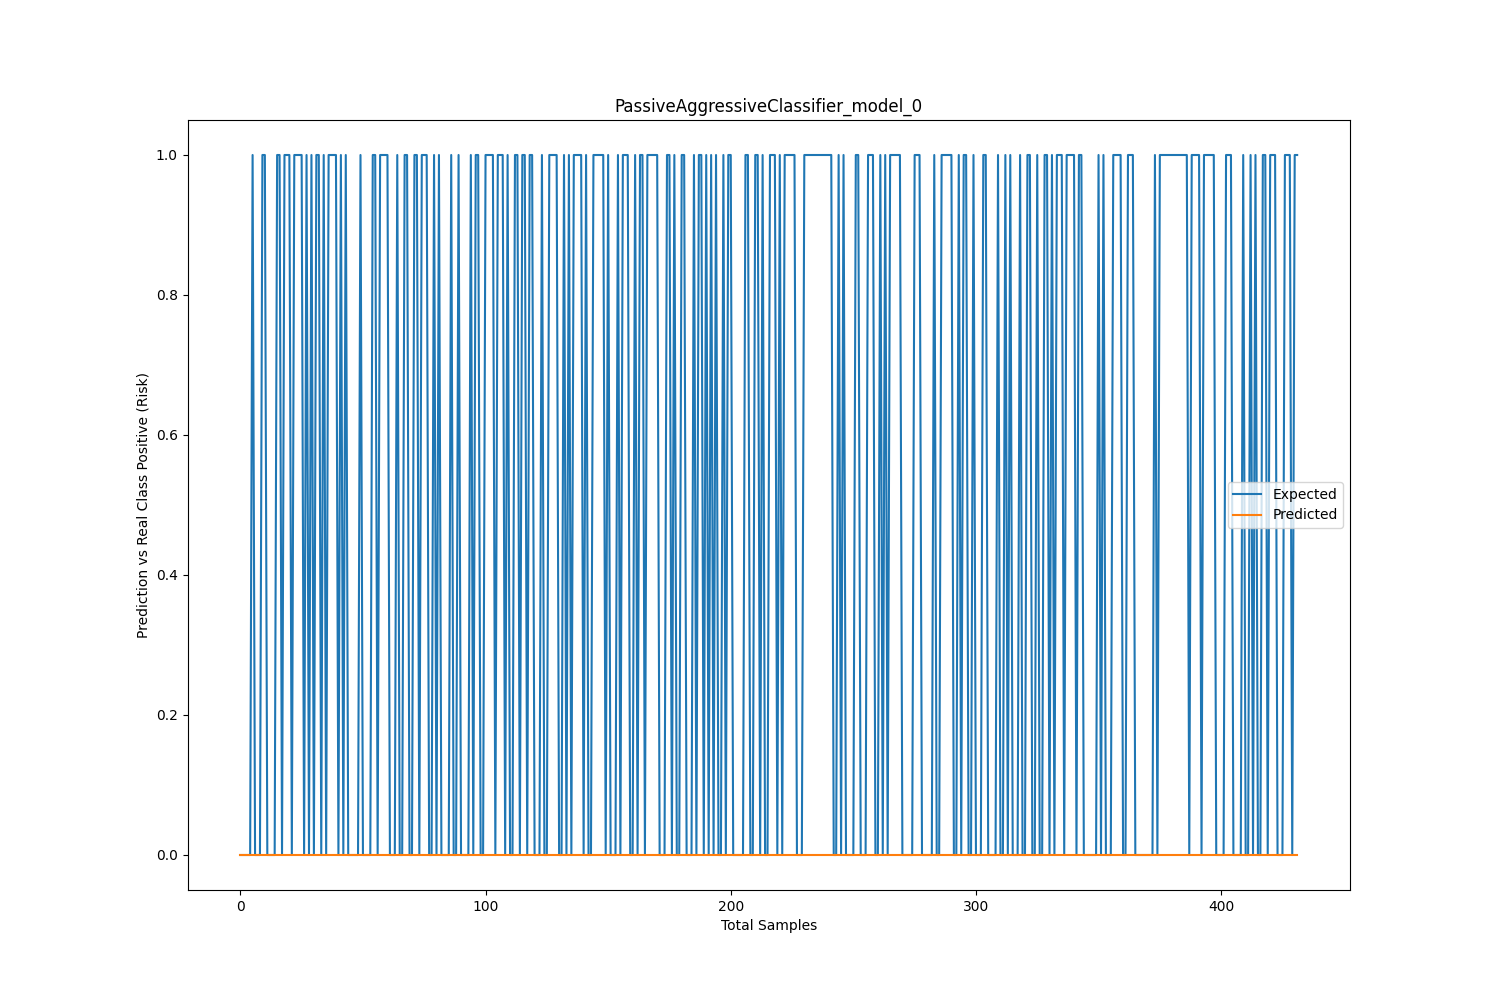 PassiveAggressiveClassifier_model_0
1.0
0.8
0.6
0.4
0.2
0.0
Prediction vs Real Class Positive (Risk)
Expected
Predicted
0 100 200 300 400
Total Samples